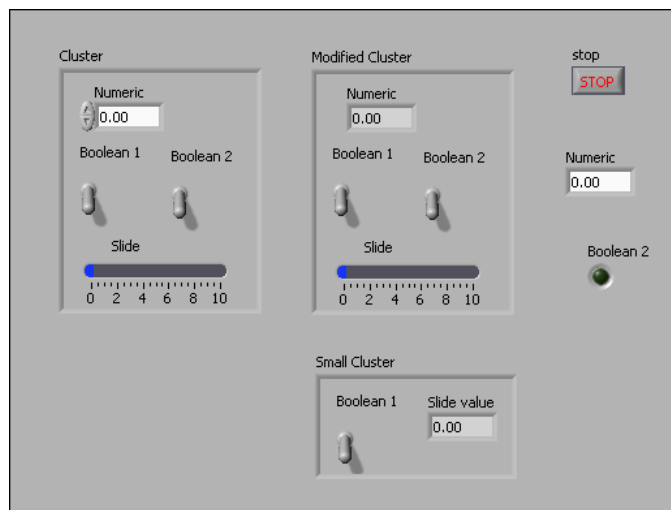 Cluster
Numeric
0.00
Boolean 1 Boolean 2
Slide
0 2 4 6 8 10
Modified Cluster
Numeric
0.00
Boolean 1 Boolean 2
Slide
0 2 4 6 8 10
stop
STOP
Numeric
0.00
Boolean 2
Small Cluster
Boolean 1 Slide value
0.00